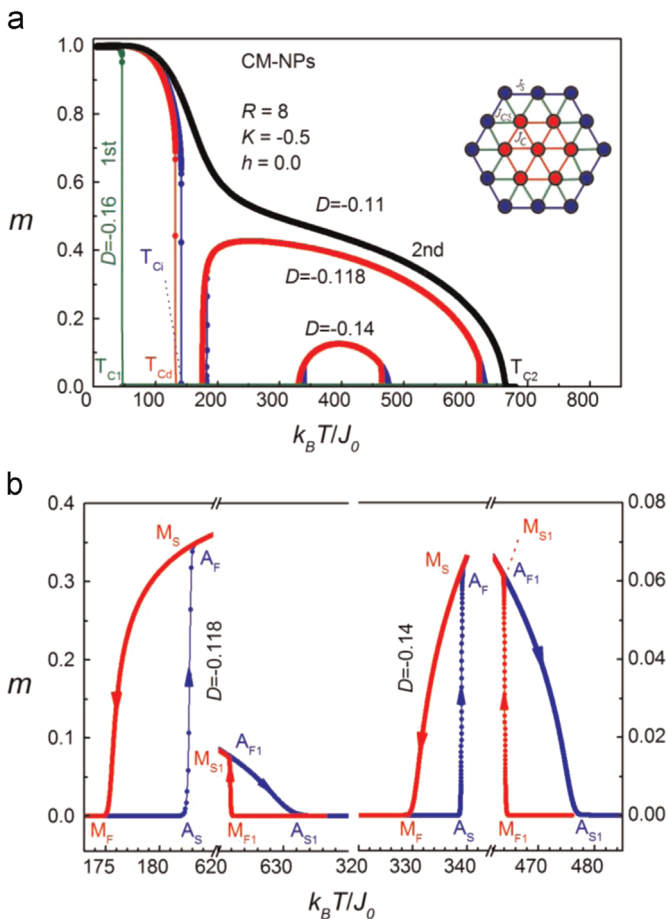 a
CM-NPs
R = 8
K = -0.5
h = 0.0
J_S
J_CS
J_C
1st
D=-0.16
D=-0.11
2nd
T_Ci
D=-0.118
D=-0.14
T_C1
T_Cd
T_C2
m
1.0
0.8
0.6
0.4
0.2
0.0
0 100 200 300 400 500 600 700 800
k_BT/J_0
b
0.4
0.3
0.2
0.1
0.0
m
M_S
A_F
D=-0.118
M_S1
A_F1
M_F
A_S
M_F1
A_S1
175 180 620 630 320
M_S
A_F
D=-0.14
M_S1
A_F1
M_F
A_S
M_F1
A_S1
330 340 470 480
0.08
0.06
0.04
0.02
0.00
k_BT/J_0